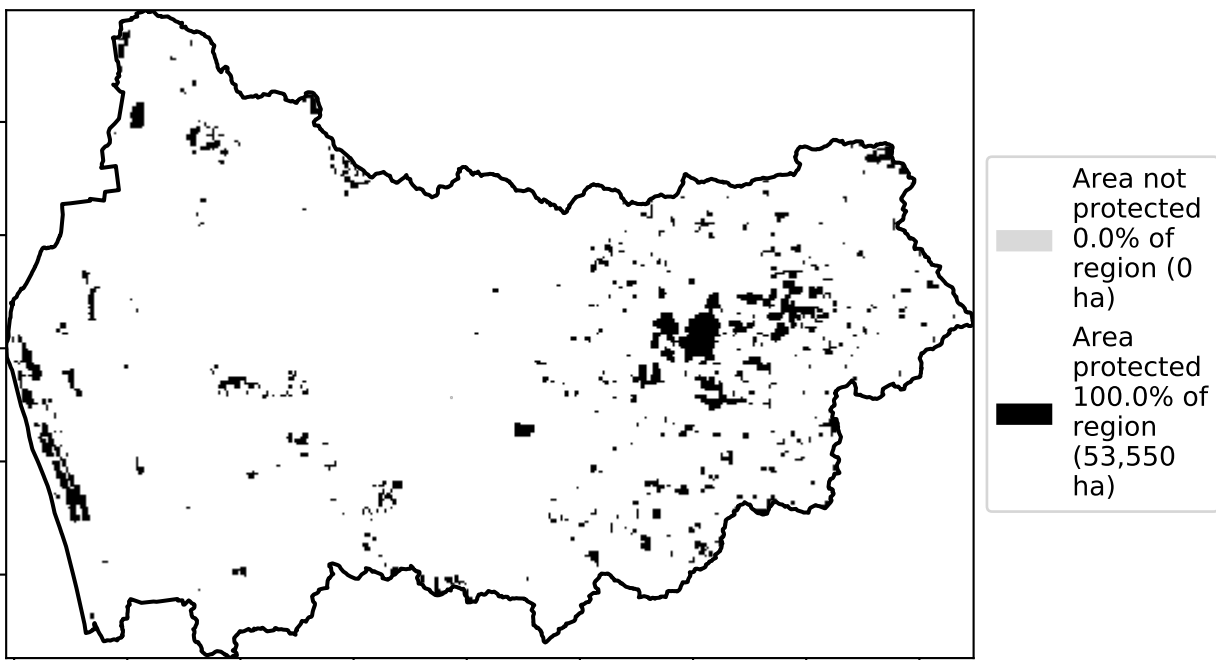 Area not
protected
0.0% of
region (0
ha)
Area
protected
100.0% of
region
(53,550
ha)